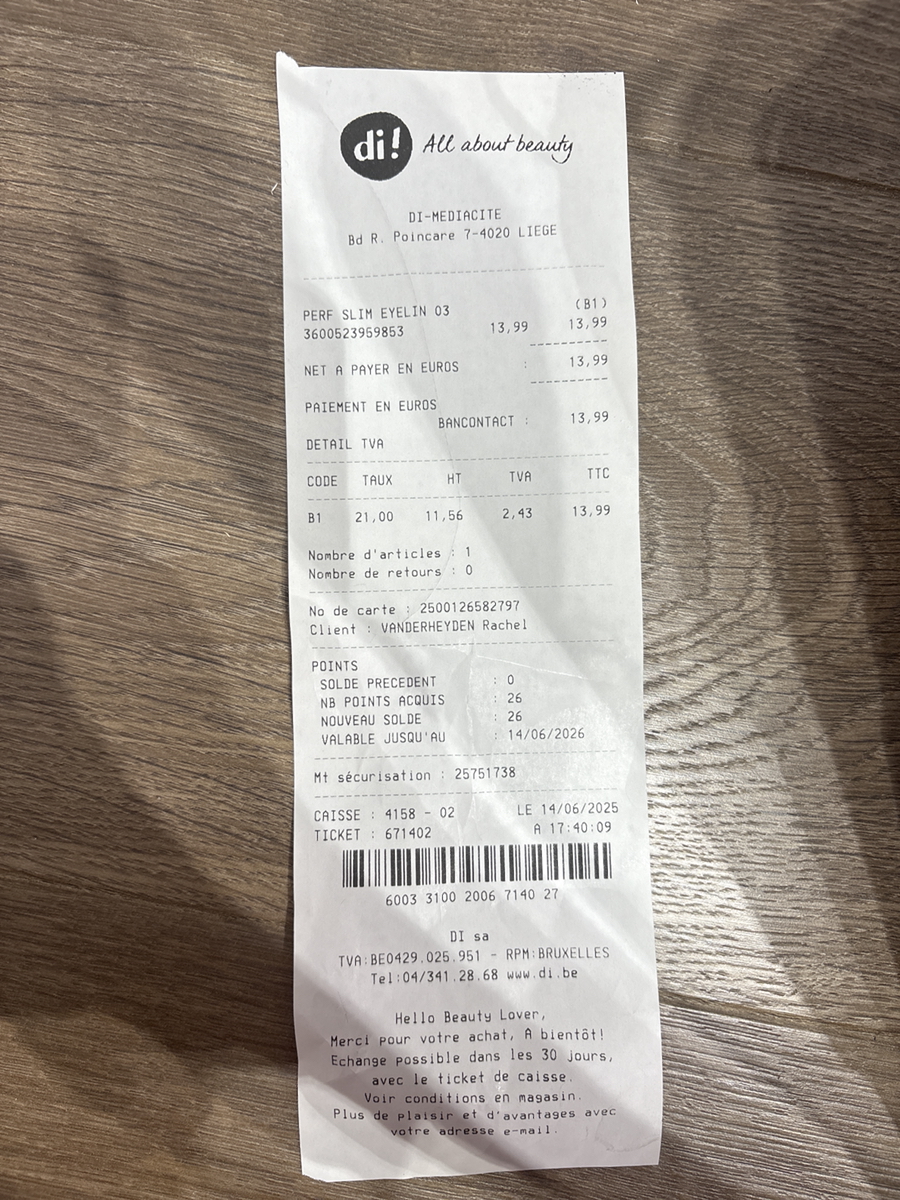 di! All about beauty
DI-MEDIACITE
Bd R. Poincare 7-4020 LIEGE
(B1)
PERF SLIM EYELIN 03
3600523959853 13,99 13,99
NET A PAYER EN EUROS : 13,99
PAIEMENT EN EUROS
BANCONTACT : 13,99
DETAIL TVA
CODE TAUX HT TVA TTC
B1 21,00 11,56 2,43 13,99
Nombre d'articles : 1
Nombre de retours : 0
No de carte : 2500126582797
Client : VANDERHEYDEN Rachel
POINTS
SOLDE PRECEDENT : 0
NB POINTS ACQUIS : 26
NOUVEAU SOLDE : 26
VALABLE JUSQU'AU : 14/06/2026
Mt sécurisation : 25751738
CAISSE : 4158 - 02 LE 14/06/2025
TICKET : 671402 A 17:40:09
6003 3100 2006 7140 27
DI sa
TVA:BE0429.025.951 - RPM:BRUXELLES
Tel:04/341.28.68 www.di.be
Hello Beauty Lover,
Merci pour votre achat, A bientôt!
Echange possible dans les 30 jours,
avec le ticket de caisse.
Voir conditions en magasin.
Plus de plaisir et d'avantages avec
votre adresse e-mail.